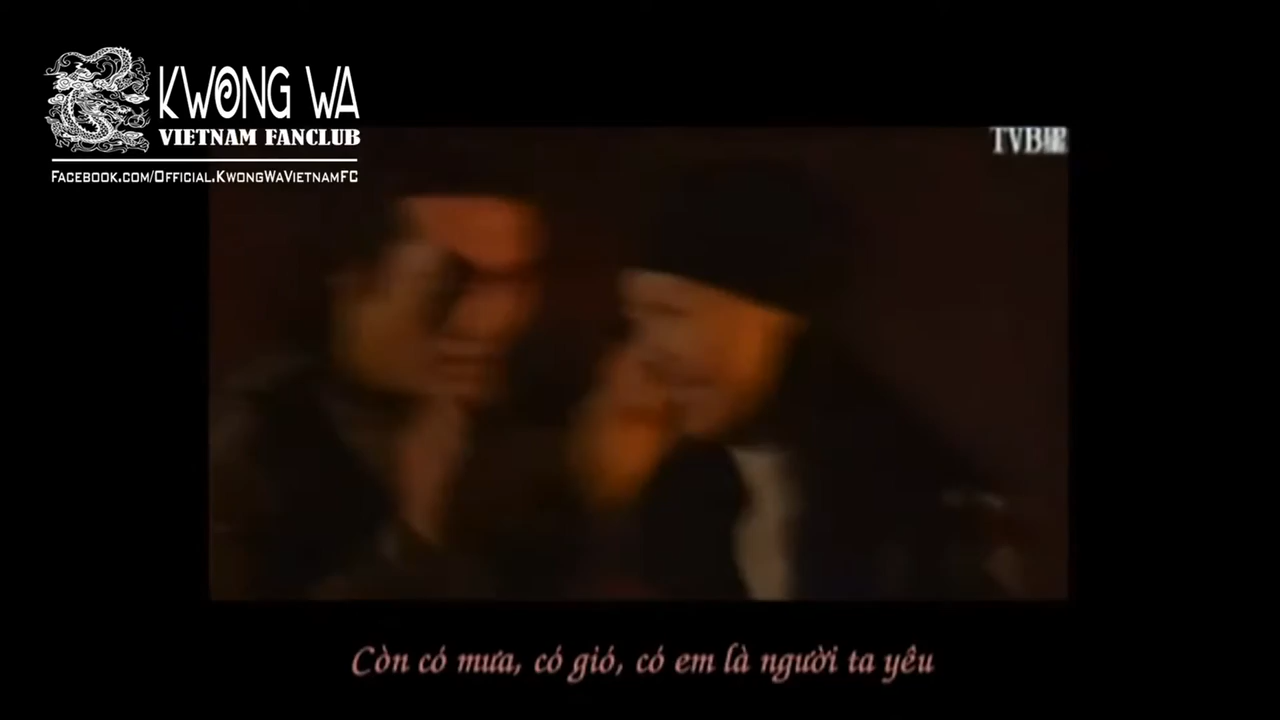 KWONG WA
VIETNAM FANCLUB
FACEBOOK.COM/OFFICIAL.KWONGWAVIETNAMFC
TVB
Còn có mưa, có gió, có em là người ta yêu